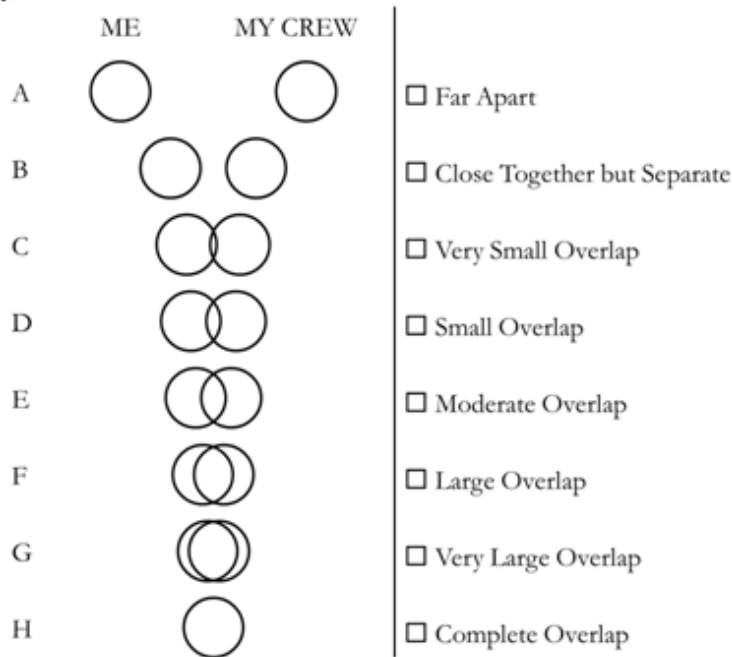 ME MY CREW
A ☐ Far Apart
B ☐ Close Together but Separate
C ☐ Very Small Overlap
D ☐ Small Overlap
E ☐ Moderate Overlap
F ☐ Large Overlap
G ☐ Very Large Overlap
H ☐ Complete Overlap